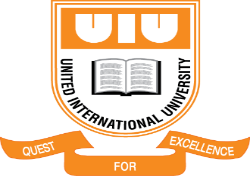 UIU
UNITED INTERNATIONAL UNIVERSITY
QUEST
FOR
EXCELLENCE